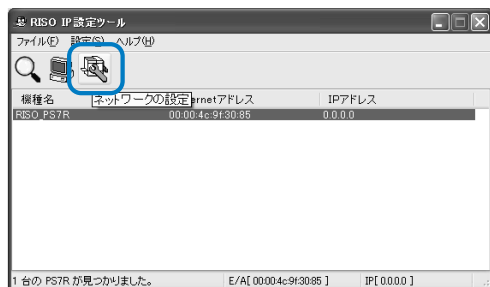 RISO IP設定ツール
ファイル(F) 設定(S) ヘルプ(H)
機種名 ernetアドレス IPアドレス
ネットワークの設定
RISO_PS7R 00:00:4c:9f:30:85 0.0.0.0
1 台の PS7R が見つかりました。 E/A[ 00:00:4c:9f:30:85 ] IP[ 0.0.0.0 ]